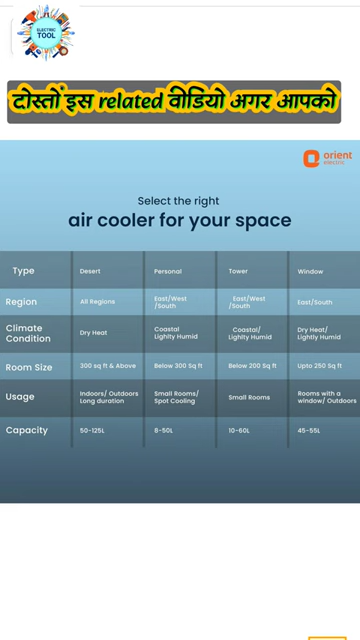 ELECTRIC
TOOL
दोस्तों इस related वीडियो अगर आपको
orient
electric
Select the right
air cooler for your space
Type Desert Personal Tower Window
Region All Regions East/West /South East/West /South East/South
Climate Condition Dry Heat Coastal Lighlty Humid Coastal/ Lighlty Humid Dry Heat/ Lightly Humid
Room Size 300 sq ft & Above Below 300 Sq ft Below 200 Sq ft Upto 250 Sq ft
Usage Indoors/ Outdoors Long duration Small Rooms/ Spot Cooling Small Rooms Rooms with a window/ Outdoors
Capacity 50-125L 8-50L 10-60L 45-55L